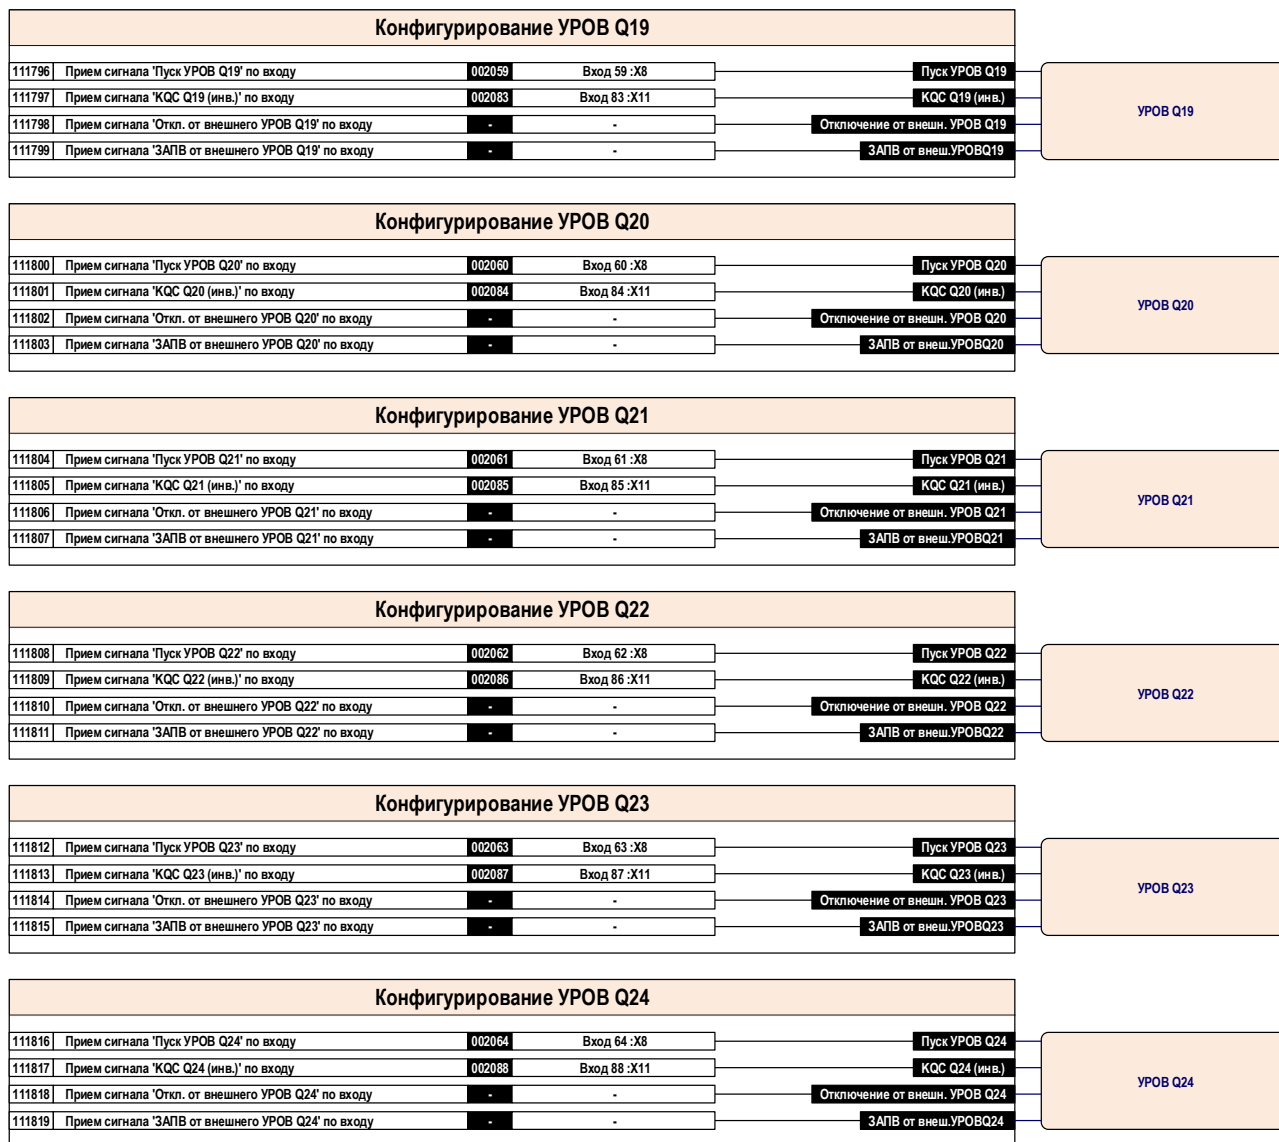 Конфигурирование УРОВ Q19
111796 Прием сигнала 'Пуск УРОВ Q19' по входу 002059 Вход 59 :X8 Пуск УРОВ Q19
111797 Прием сигнала 'KQC Q19 (инв.)' по входу 002083 Вход 83 :X11 KQC Q19 (инв.)
УРОВ Q19
111798 Прием сигнала 'Откл. от внешнего УРОВ Q19' по входу - - Отключение от внешн. УРОВ Q19
111799 Прием сигнала 'ЗАПВ от внешнего УРОВ Q19' по входу - - ЗАПВ от внеш.УРОВQ19
Конфигурирование УРОВ Q20
111800 Прием сигнала 'Пуск УРОВ Q20' по входу 002060 Вход 60 :X8 Пуск УРОВ Q20
111801 Прием сигнала 'KQC Q20 (инв.)' по входу 002084 Вход 84 :X11 KQC Q20 (инв.)
УРОВ Q20
111802 Прием сигнала 'Откл. от внешнего УРОВ Q20' по входу - - Отключение от внешн. УРОВ Q20
111803 Прием сигнала 'ЗАПВ от внешнего УРОВ Q20' по входу - - ЗАПВ от внеш.УРОВQ20
Конфигурирование УРОВ Q21
111804 Прием сигнала 'Пуск УРОВ Q21' по входу 002061 Вход 61 :X8 Пуск УРОВ Q21
111805 Прием сигнала 'KQC Q21 (инв.)' по входу 002085 Вход 85 :X11 KQC Q21 (инв.)
УРОВ Q21
111806 Прием сигнала 'Откл. от внешнего УРОВ Q21' по входу - - Отключение от внешн. УРОВ Q21
111807 Прием сигнала 'ЗАПВ от внешнего УРОВ Q21' по входу - - ЗАПВ от внеш.УРОВQ21
Конфигурирование УРОВ Q22
111808 Прием сигнала 'Пуск УРОВ Q22' по входу 002062 Вход 62 :X8 Пуск УРОВ Q22
111809 Прием сигнала 'KQC Q22 (инв.)' по входу 002086 Вход 86 :X11 KQC Q22 (инв.)
УРОВ Q22
111810 Прием сигнала 'Откл. от внешнего УРОВ Q22' по входу - - Отключение от внешн. УРОВ Q22
111811 Прием сигнала 'ЗАПВ от внешнего УРОВ Q22' по входу - - ЗАПВ от внеш.УРОВQ22
Конфигурирование УРОВ Q23
111812 Прием сигнала 'Пуск УРОВ Q23' по входу 002063 Вход 63 :X8 Пуск УРОВ Q23
111813 Прием сигнала 'KQC Q23 (инв.)' по входу 002087 Вход 87 :X11 KQC Q23 (инв.)
УРОВ Q23
111814 Прием сигнала 'Откл. от внешнего УРОВ Q23' по входу - - Отключение от внешн. УРОВ Q23
111815 Прием сигнала 'ЗАПВ от внешнего УРОВ Q23' по входу - - ЗАПВ от внеш.УРОВQ23
Конфигурирование УРОВ Q24
111816 Прием сигнала 'Пуск УРОВ Q24' по входу 002064 Вход 64 :X8 Пуск УРОВ Q24
111817 Прием сигнала 'KQC Q24 (инв.)' по входу 002088 Вход 88 :X11 KQC Q24 (инв.)
УРОВ Q24
111818 Прием сигнала 'Откл. от внешнего УРОВ Q24' по входу - - Отключение от внешн. УРОВ Q24
111819 Прием сигнала 'ЗАПВ от внешнего УРОВ Q24' по входу - - ЗАПВ от внеш.УРОВQ24